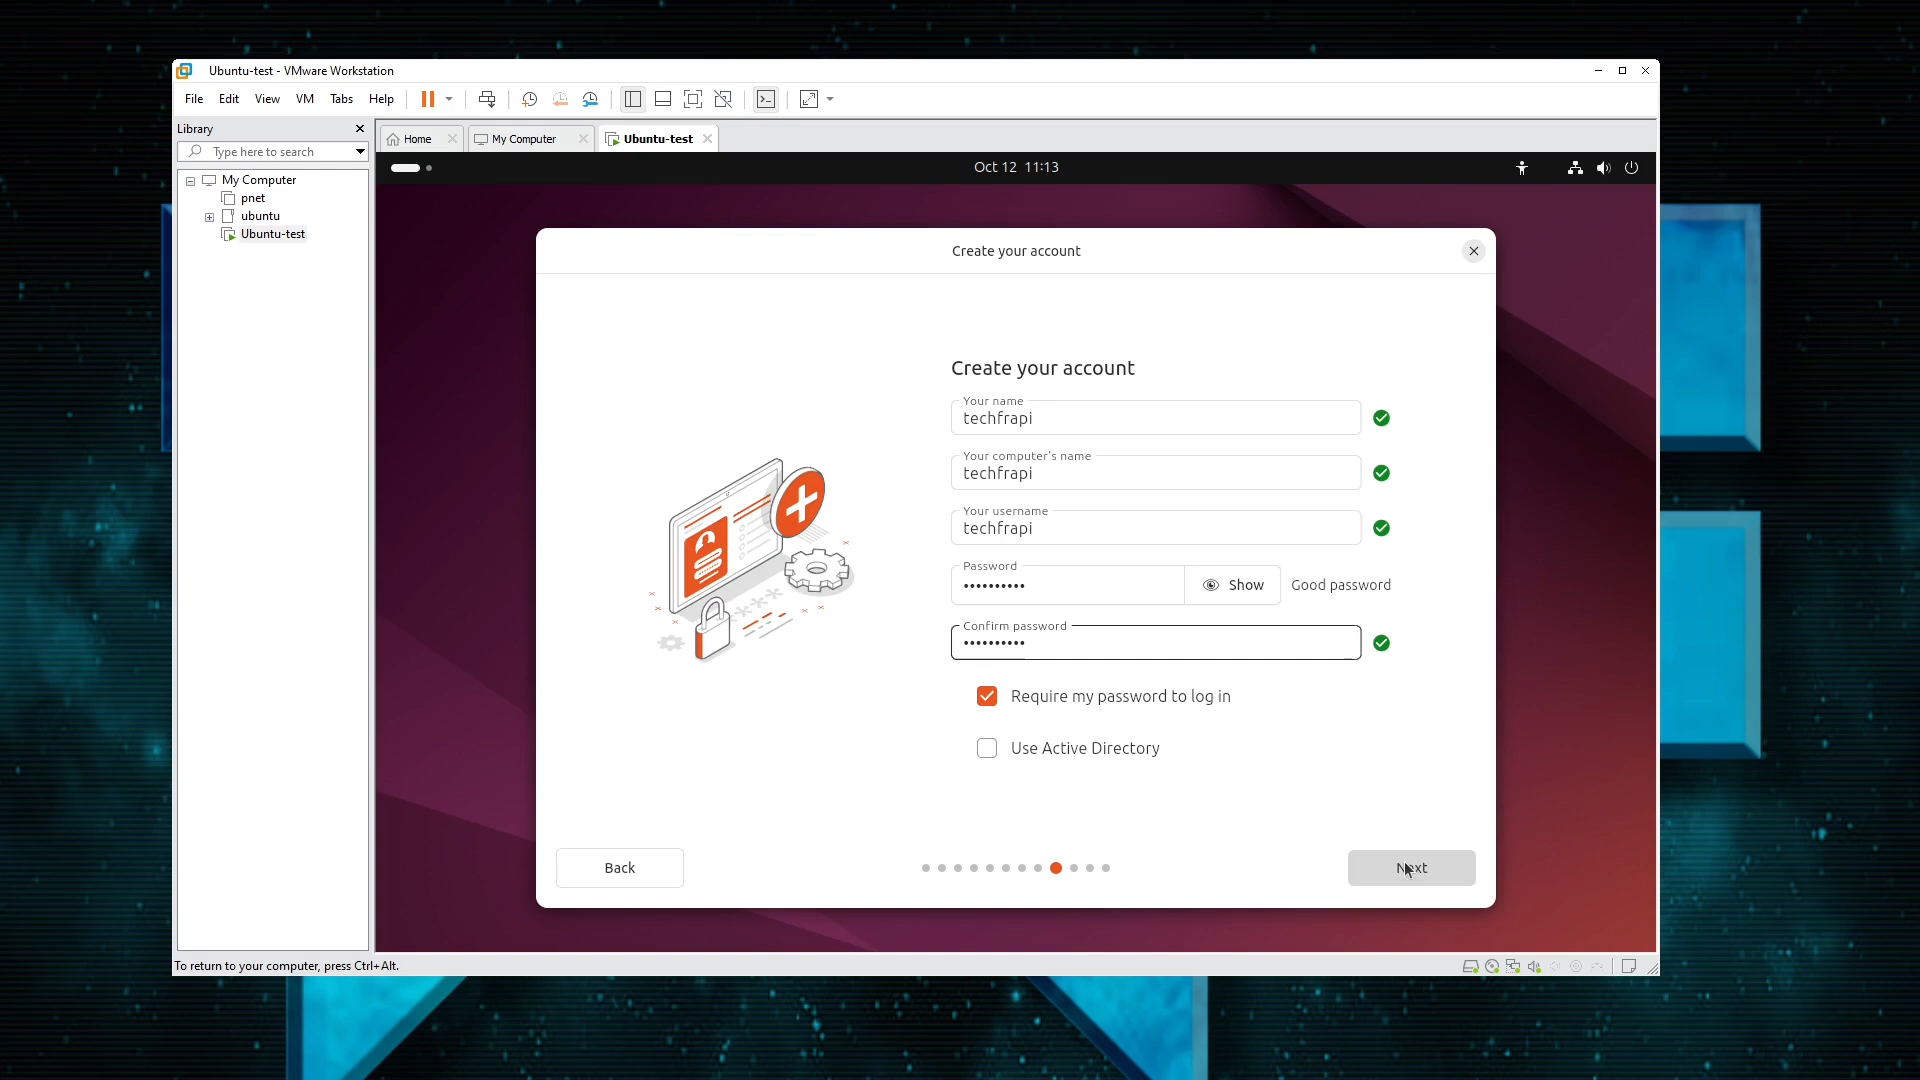 Ubuntu-test - VMware Workstation
File Edit View VM Tabs Help
Library
Type here to search
My Computer
pnet
ubuntu
Ubuntu-test
Home
My Computer
Ubuntu-test
Oct 12 11:13
Create your account
Create your account
Your name
techfrapi
Your computer's name
techfrapi
Your username
techfrapi
Password
••••••••••
Show
Good password
Confirm password
••••••••••
Require my password to log in
Use Active Directory
Back
Next
To return to your computer, press Ctrl+Alt.